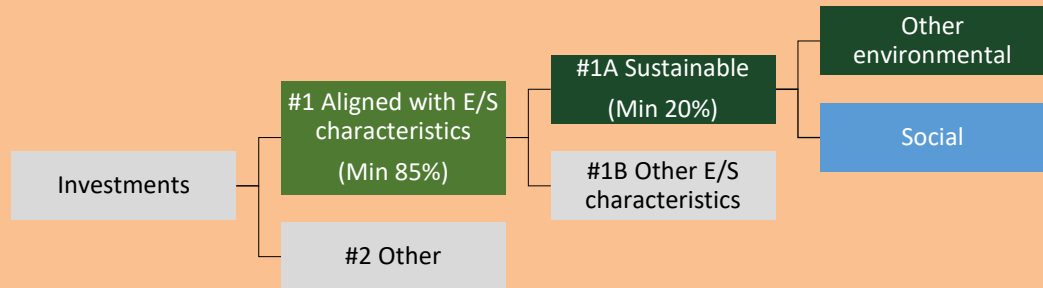 Investments
#1 Aligned with E/S
characteristics
(Min 85%)
#2 Other
#1A Sustainable
(Min 20%)
#1B Other E/S
characteristics
Other
environmental
Social